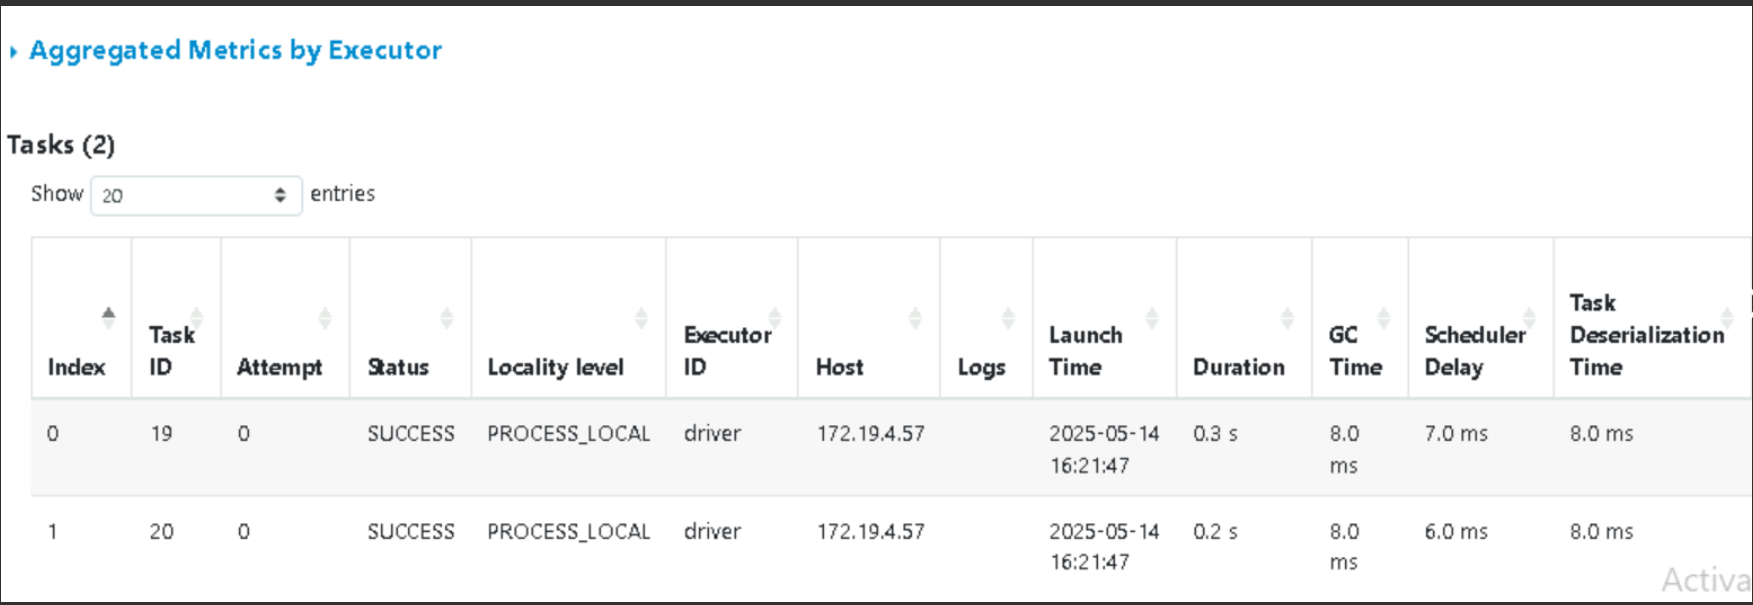 Aggregated Metrics by Executor
Tasks (2)
Show 20 entries
Index Task ID Attempt Status Locality level Executor ID Host Logs Launch Time Duration GC Time Scheduler Delay Task Deserialization Time
0 19 0 SUCCESS PROCESS_LOCAL driver 172.19.4.57 2025-05-14 16:21:47 0.3 s 8.0 ms 7.0 ms 8.0 ms
1 20 0 SUCCESS PROCESS_LOCAL driver 172.19.4.57 2025-05-14 16:21:47 0.2 s 8.0 ms 6.0 ms 8.0 ms
Activa